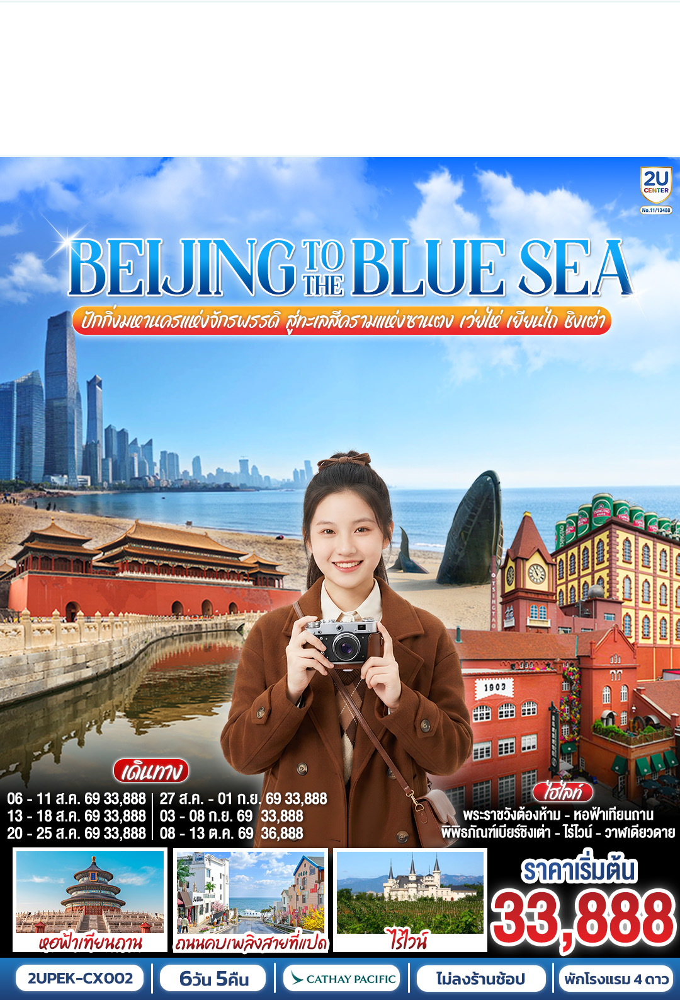 2U
CENTER
No.11/13488
BEIJING TO THE BLUE SEA
ปักกิ่งมหานครแห่งจักรพรรดิ สู่ทะเลสีครามแห่งซานตง เว่ยไห่ เยียนไถ ชิงเต่า
TSINGTAO
1903
เดินทาง
06 - 11 ส.ค. 69 33,888
13 - 18 ส.ค. 69 33,888
20 - 25 ส.ค. 69 33,888
27 ส.ค. - 01 ก.ย. 69 33,888
03 - 08 ก.ย. 69 33,888
08 - 13 ต.ค. 69 36,888
ไฮไลท์
พระราชวังต้องห้าม - หอฟ้าเทียนถาน
พิพิธภัณฑ์เบียร์ชิงเต่า - ไร่ไวน์ - วาฬเดียวดาย
หอฟ้าเทียนถาน
ถนนคบเพลิงสายที่แปด
ไร่ไวน์
ราคาเริ่มต้น
33,888
2UPEK-CX002
6วัน 5คืน
CATHAY PACIFIC
ไม่ลงร้านช้อป
พักโรงแรม 4 ดาว